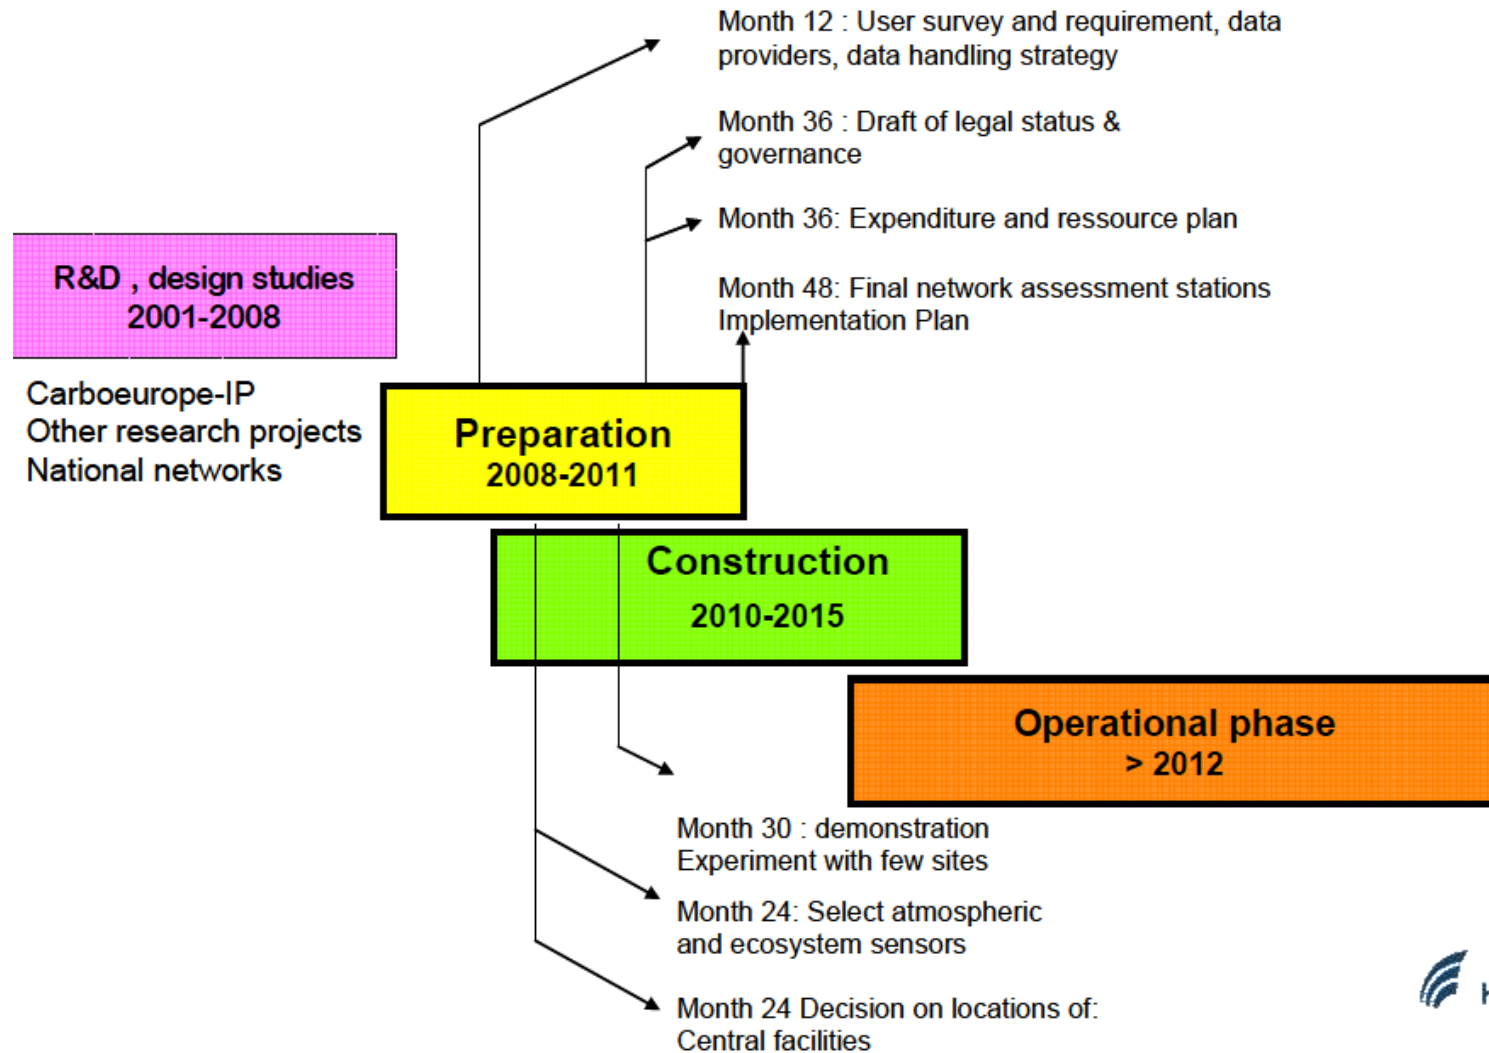 Month 12 : User survey and requirement, data
providers, data handling strategy
Month 36 : Draft of legal status &
governance
Month 36: Expenditure and ressource plan
Month 48: Final network assessment stations
Implementation Plan
R&D , design studies
2001-2008
Carboeurope-IP
Other research projects
National networks
Preparation
2008-2011
Construction
2010-2015
Operational phase
> 2012
Month 30 : demonstration
Experiment with few sites
Month 24: Select atmospheric
and ecosystem sensors
Month 24 Decision on locations of:
Central facilities